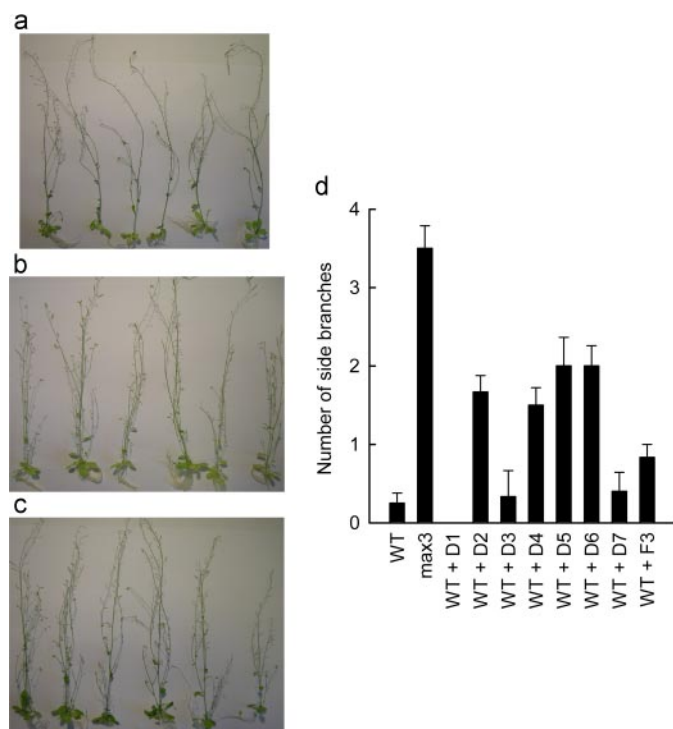 a
b
c
d
Number of side branches
4
3
2
1
0
WT
max3
WT + D1
WT + D2
WT + D3
WT + D4
WT + D5
WT + D6
WT + D7
WT + F3